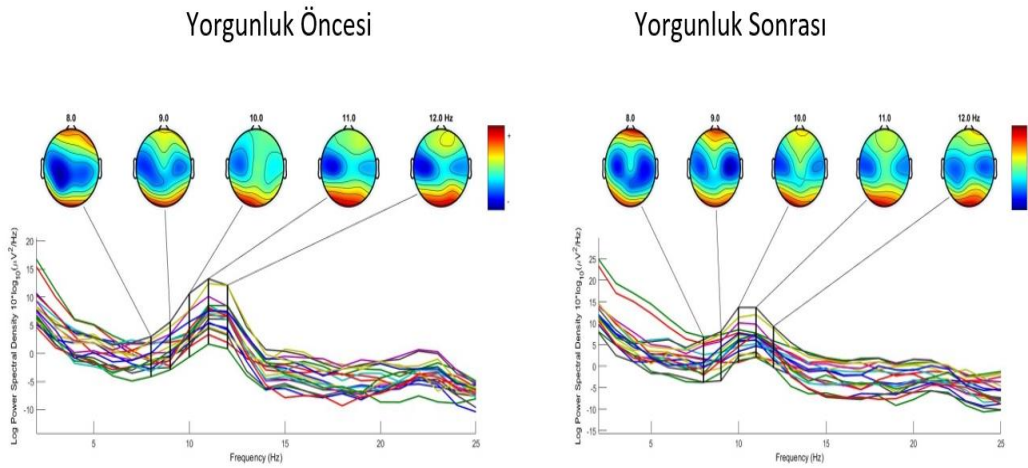 Yorgunluk Öncesi
8.0 9.0 10.0 11.0 12.0 Hz
+
-
Log Power Spectral Density 10*log10(μV2/Hz)
20
15
10
5
0
-5
-10
5 10 15 20 25
Frequency (Hz)
Yorgunluk Sonrası
8.0 9.0 10.0 11.0 12.0 Hz
Log Power Spectral Density 10*log10(μV2/Hz)
25
20
15
10
5
0
-5
-10
-15
5 10 15 20 25
Frequency (Hz)